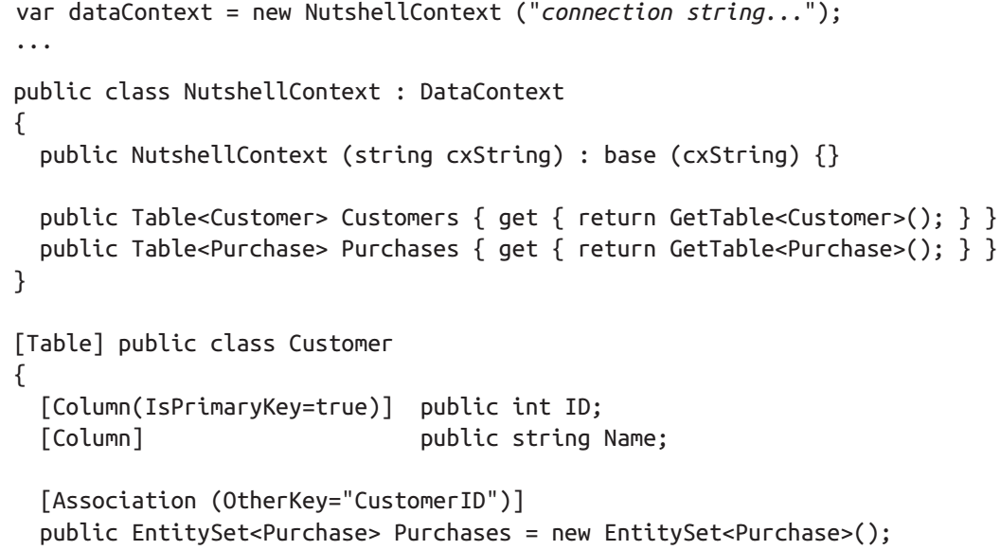 var dataContext = new NutshellContext ("connection string...");
...
public class NutshellContext : DataContext
{
  public NutshellContext (string cxString) : base (cxString) {}

  public Table<Customer> Customers { get { return GetTable<Customer>(); } }
  public Table<Purchase> Purchases { get { return GetTable<Purchase>(); } }
}

[Table] public class Customer
{
  [Column(IsPrimaryKey=true)]  public int ID;
  [Column]                     public string Name;

  [Association (OtherKey="CustomerID")]
  public EntitySet<Purchase> Purchases = new EntitySet<Purchase>();